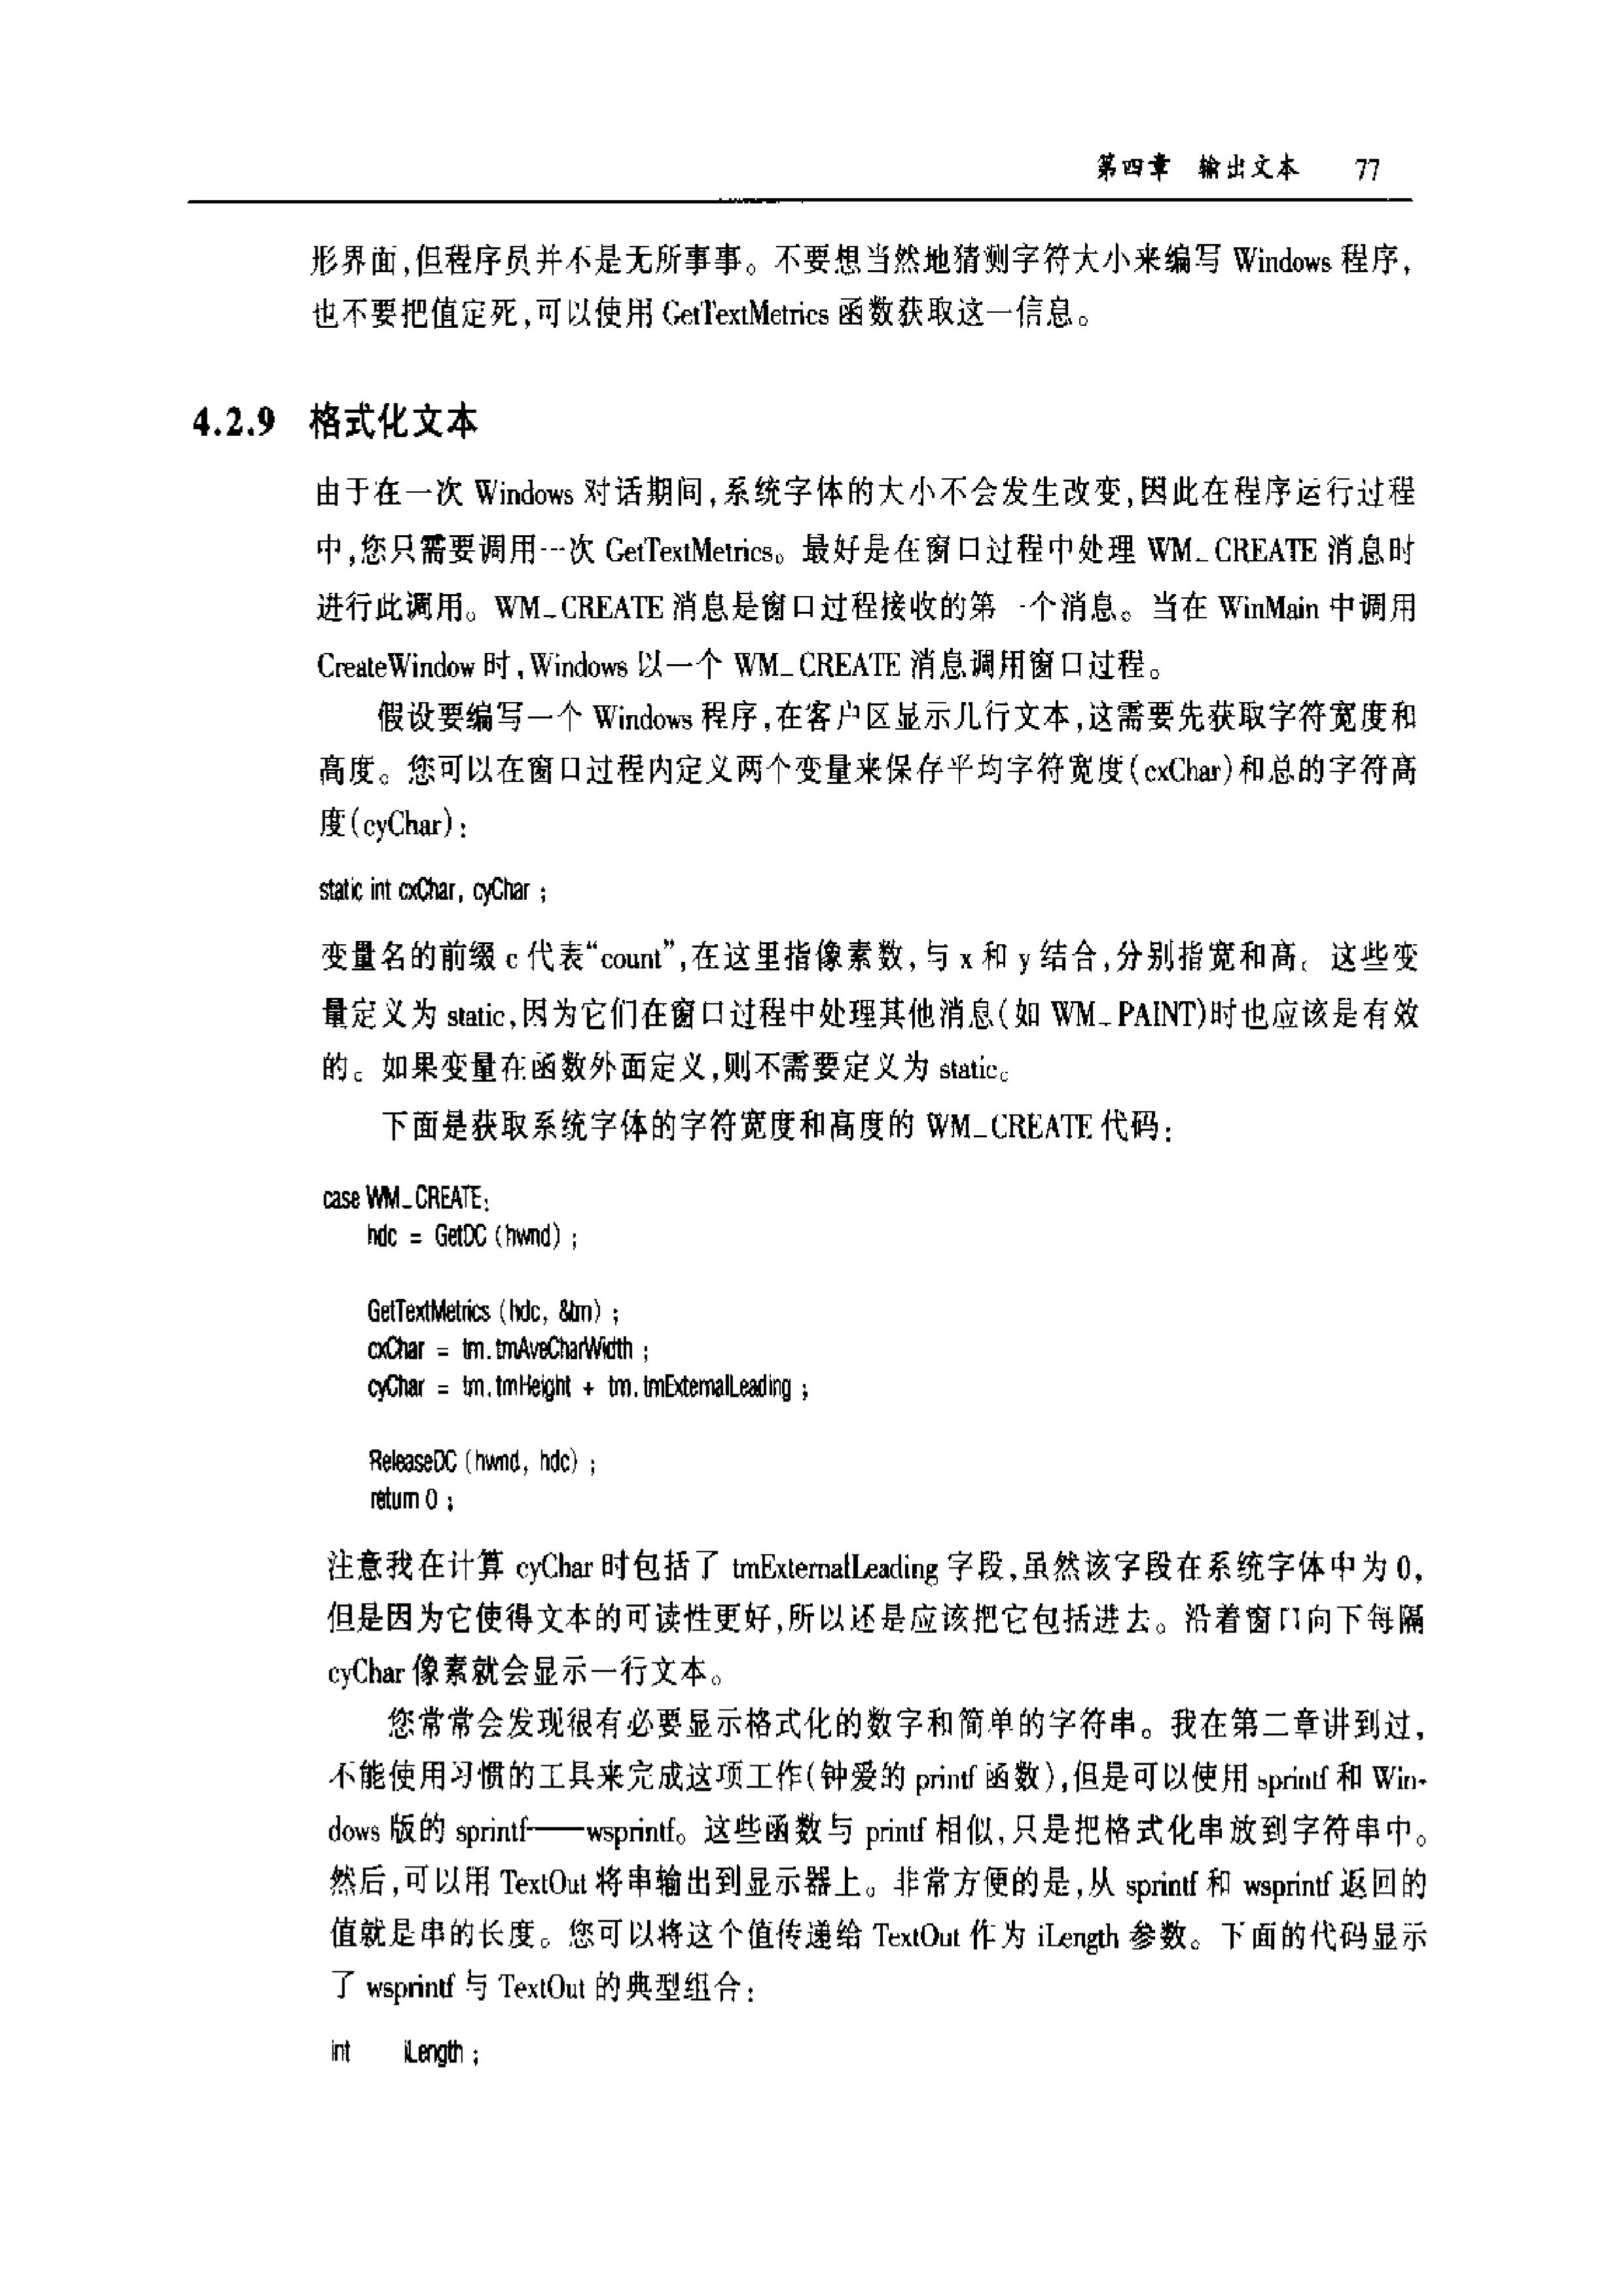 第四章 输出文本 77
形界面,但程序员并不是无所事事。不要想当然地猜测字符大小来编写 Windows 程序,
也不要把值定死,可以使用 GetTextMetrics 函数获取这一信息。
4.2.9 格式化文本
由于在一次 Windows 对话期间,系统字体的大小不会发生改变,因此在程序运行过程
中,您只需要调用一次 GetTextMetrics。最好是在窗口过程中处理 WM_CREATE 消息时
进行此调用。WM_CREATE 消息是窗口过程接收的第一个消息。当在 WinMain 中调用
CreateWindow 时,Windows 以一个 WM_CREATE 消息调用窗口过程。
假设要编写一个 Windows 程序,在客户区显示几行文本,这需要先获取字符宽度和
高度。您可以在窗口过程内定义两个变量来保存平均字符宽度(cxChar)和总的字符高
度(cyChar):
static int cxChar, cyChar ;
变量名的前缀 c 代表“count”,在这里指像素数,与 x 和 y 结合,分别指宽和高。这些变
量定义为 static,因为它们在窗口过程中处理其他消息(如 WM_PAINT)时也应该是有效
的。如果变量在函数外面定义,则不需要定义为 static。
下面是获取系统字体的字符宽度和高度的 WM_CREATE 代码:
case WM_CREATE:
hdc = GetDC (hwnd) ;
GetTextMetrics (hdc, &tm) ;
cxChar = tm.tmAveCharWidth ;
cyChar = tm.tmHeight + tm.tmExternalLeading ;
ReleaseDC (hwnd, hdc) ;
return 0 ;
注意我在计算 cyChar 时包括了 tmExternalLeading 字段,虽然该字段在系统字体中为 0,
但是因为它使得文本的可读性更好,所以还是应该把它包括进去。沿着窗口向下每隔
cyChar 像素就会显示一行文本。
您常常会发现很有必要显示格式化的数字和简单的字符串。我在第二章讲到过,
不能使用习惯的工具来完成这项工作(钟爱的 printf 函数),但是可以使用 sprintf 和 Win-
dows 版的 sprintf——wsprintf。这些函数与 printf 相似,只是把格式化串放到字符串中。
然后,可以用 TextOut 将串输出到显示器上。非常方便的是,从 sprintf 和 wsprintf 返回的
值就是串的长度。您可以将这个值传递给 TextOut 作为 iLength 参数。下面的代码显示
了 wsprintf 与 TextOut 的典型组合:
int iLength ;